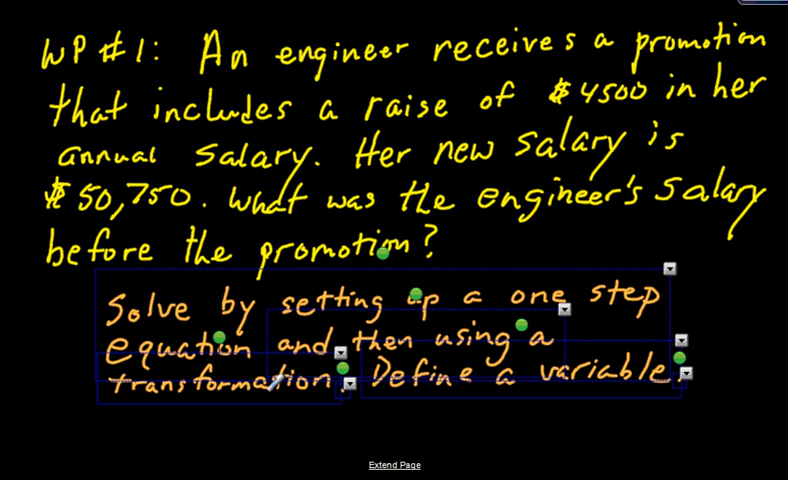 WP #1: An engineer receives a promotion
that includes a raise of $4500 in her
annual salary. Her new salary is
$50,750. What was the engineer's salary
before the promotion?
Solve by setting up a one step
equation and then using a
transformation. Define a variable.
Extend Page